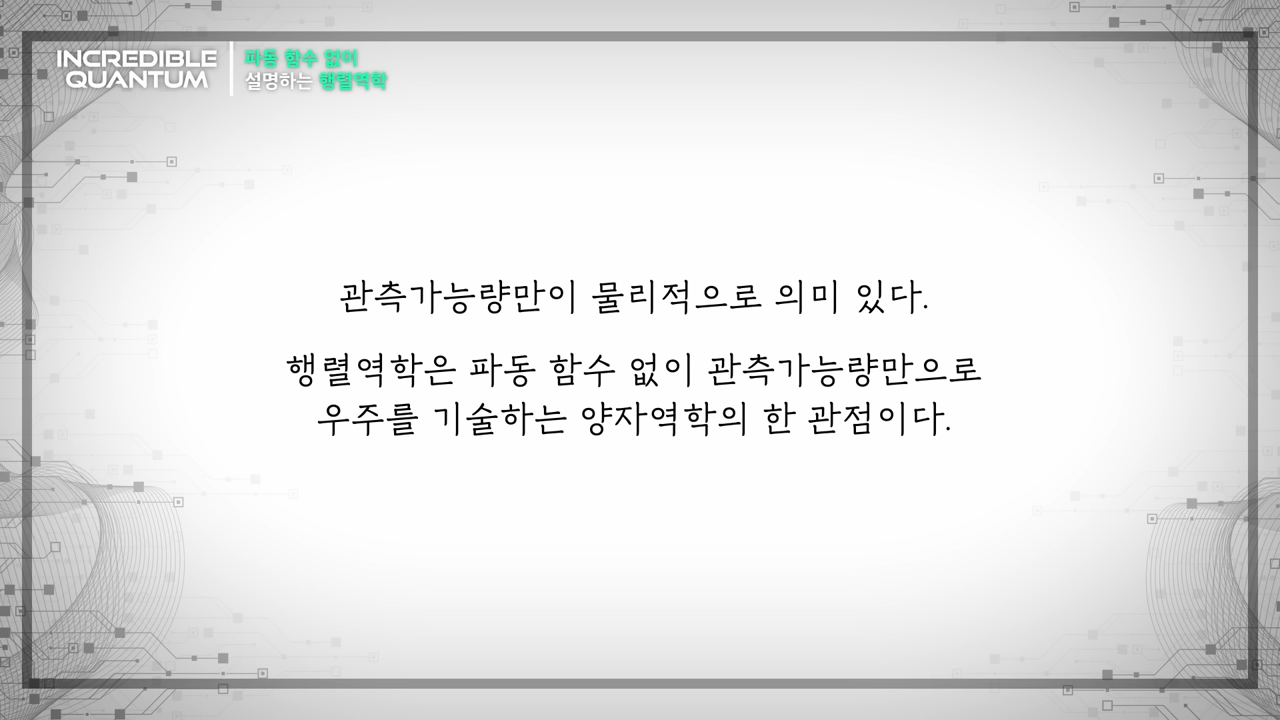 INCREDIBLE
QUANTUM
파동 함수 없이
설명하는 행렬역학
관측가능량만이 물리적으로 의미 있다.
행렬역학은 파동 함수 없이 관측가능량만으로
우주를 기술하는 양자역학의 한 관점이다.